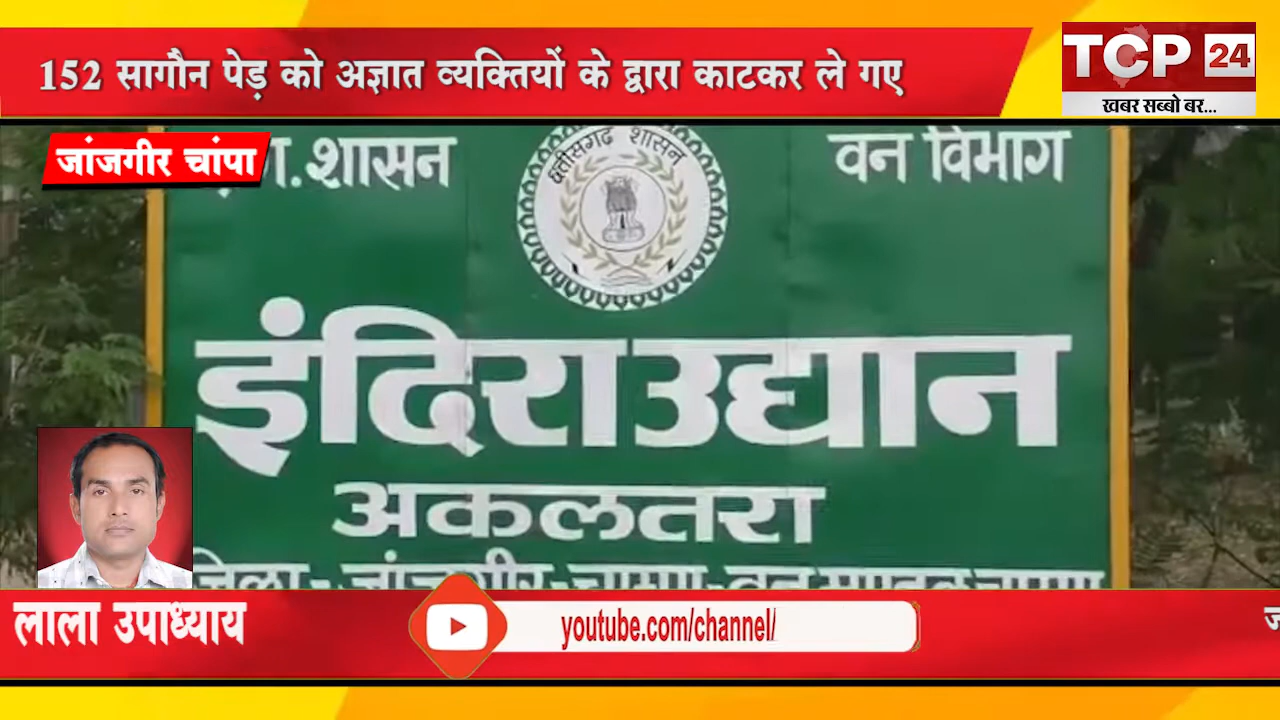 152 सागौन पेड़ को अज्ञात व्यक्तियों के द्वारा काटकर ले गए
TCP 24
खबर सब्बो बर...
जांजगीर चांपा
शासन
वन विभाग
छत्तीसगढ़ शासन
इंदिरा उद्यान
अकलतरा
जिला- जांजगीर-चाम्पा
लाला उपाध्याय
youtube.com/channel/